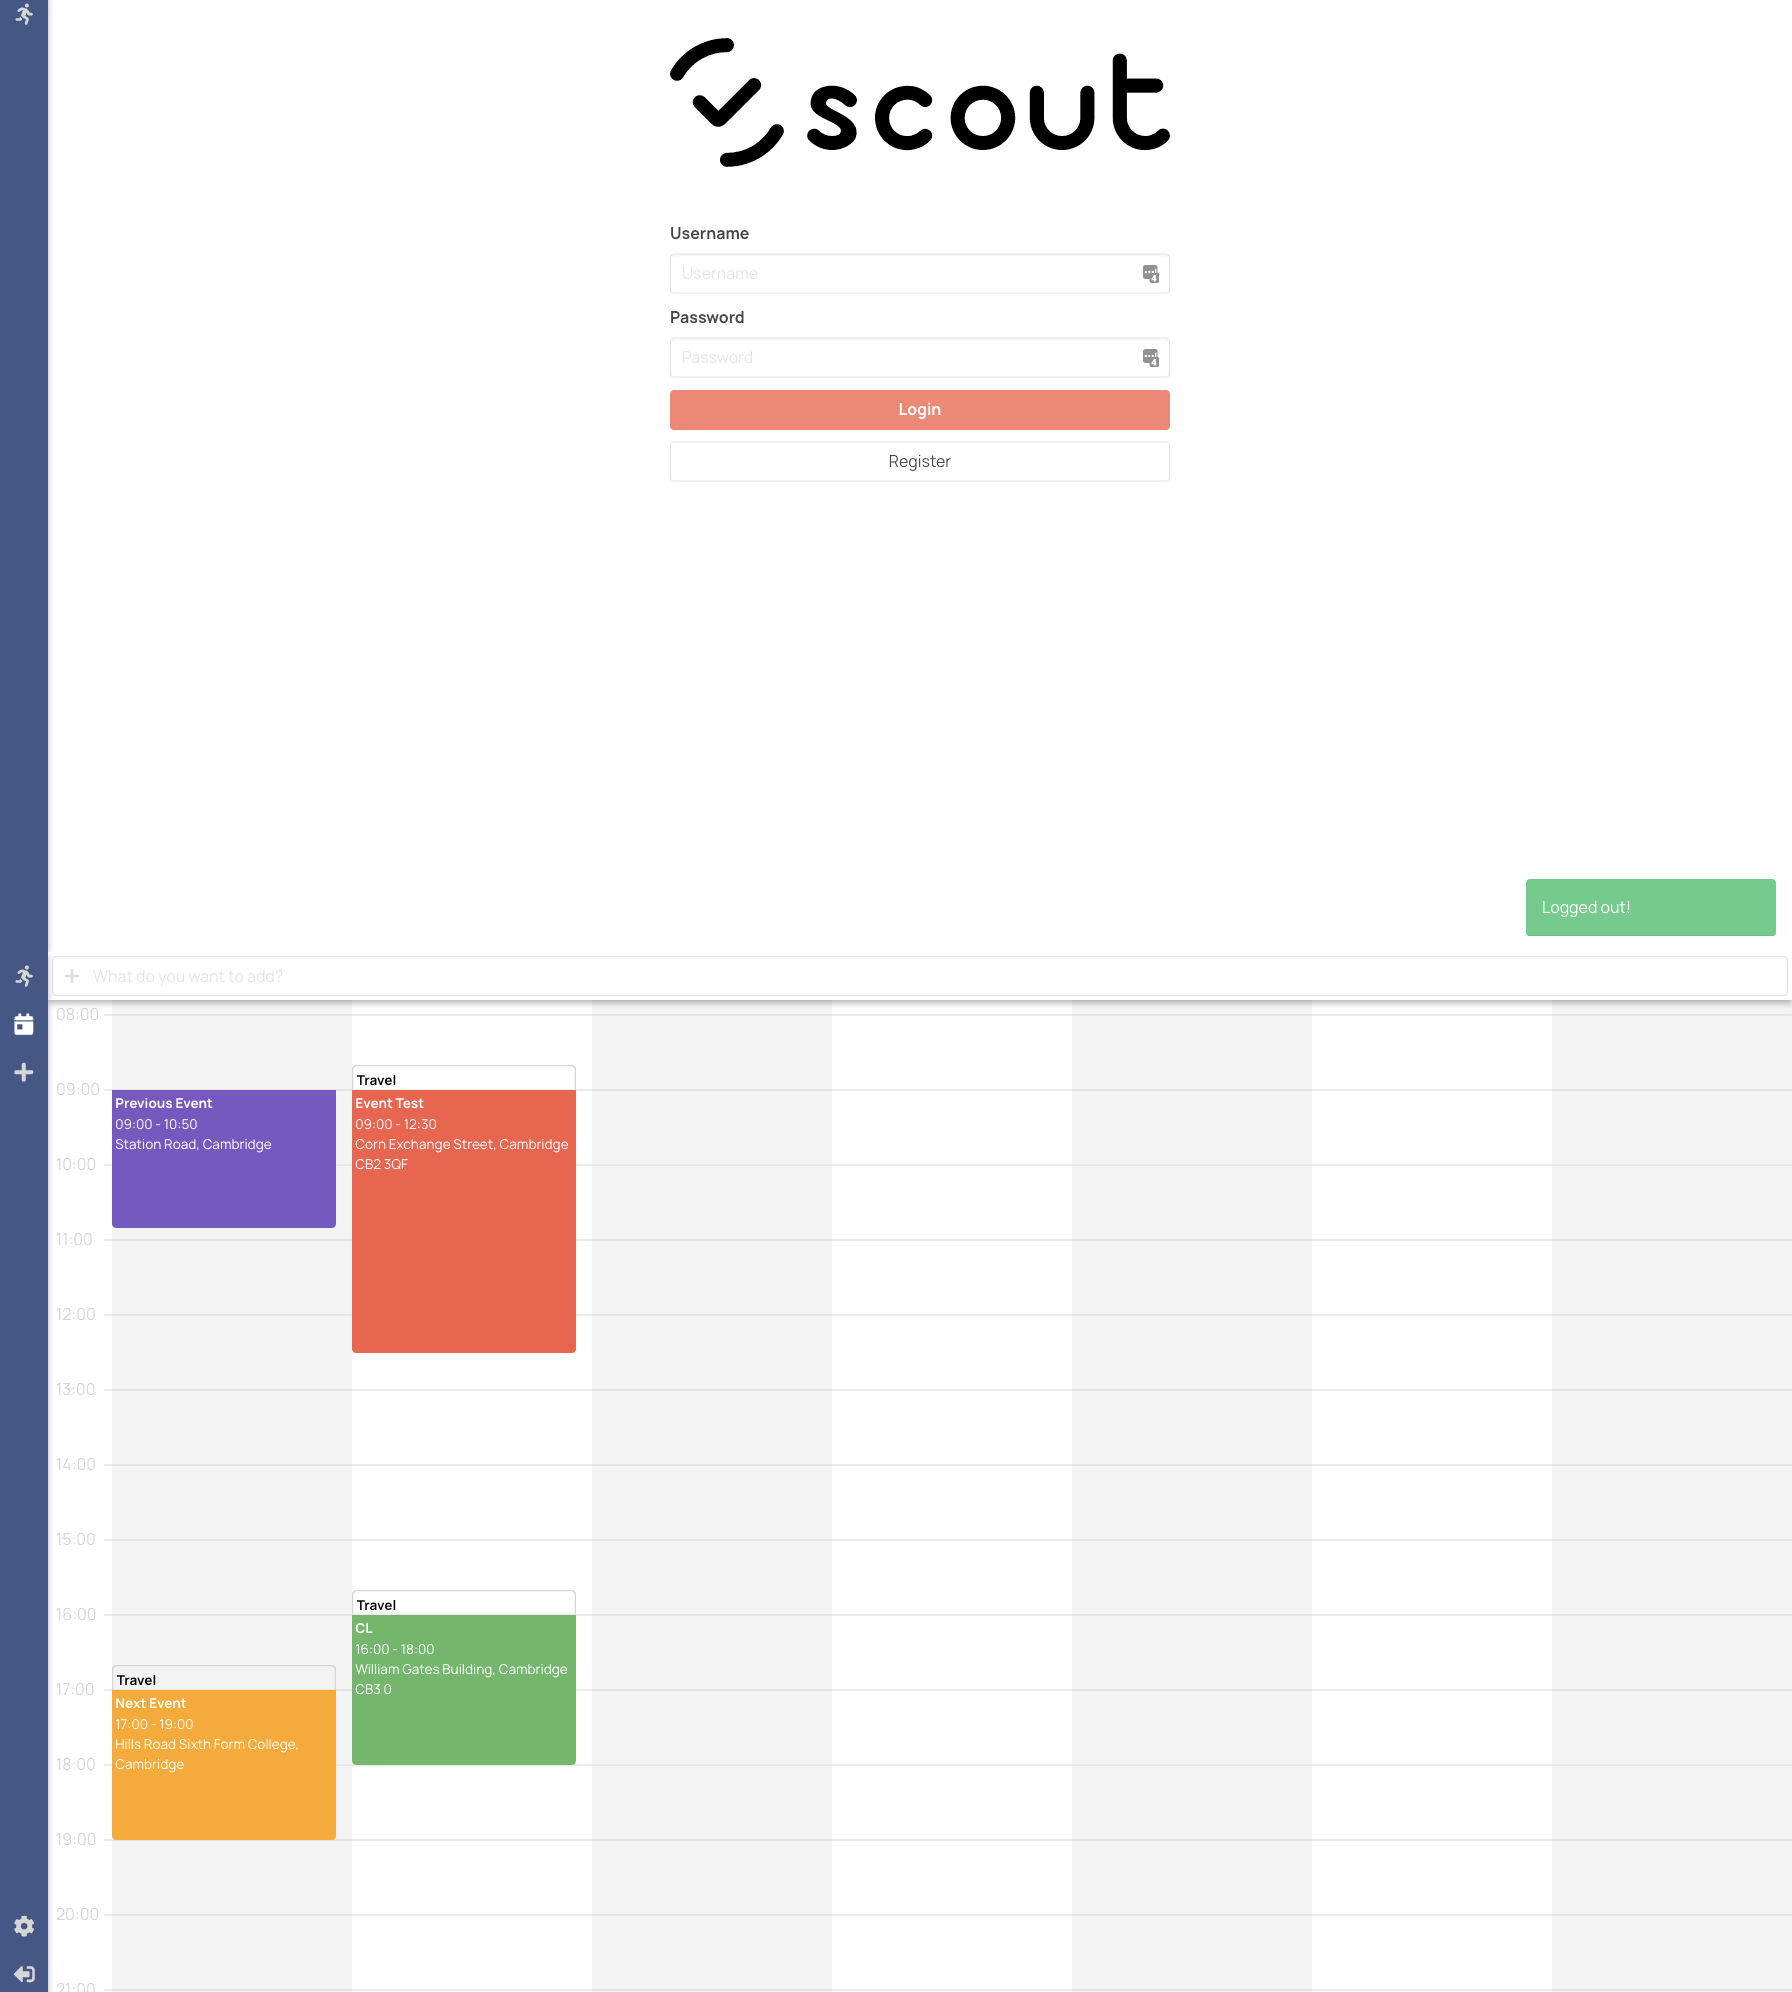 scout
Username
Username
Password
Password
Login
Register
Logged out!
What do you want to add?
08:00
09:00
10:00
11:00
12:00
13:00
14:00
15:00
16:00
17:00
18:00
19:00
20:00
21:00
Previous Event
09:00 - 10:50
Station Road, Cambridge
Travel
Next Event
17:00 - 19:00
Hills Road Sixth Form College,
Cambridge
Travel
Event Test
09:00 - 12:30
Corn Exchange Street, Cambridge
CB2 3QF
Travel
CL
16:00 - 18:00
William Gates Building, Cambridge
CB3 0